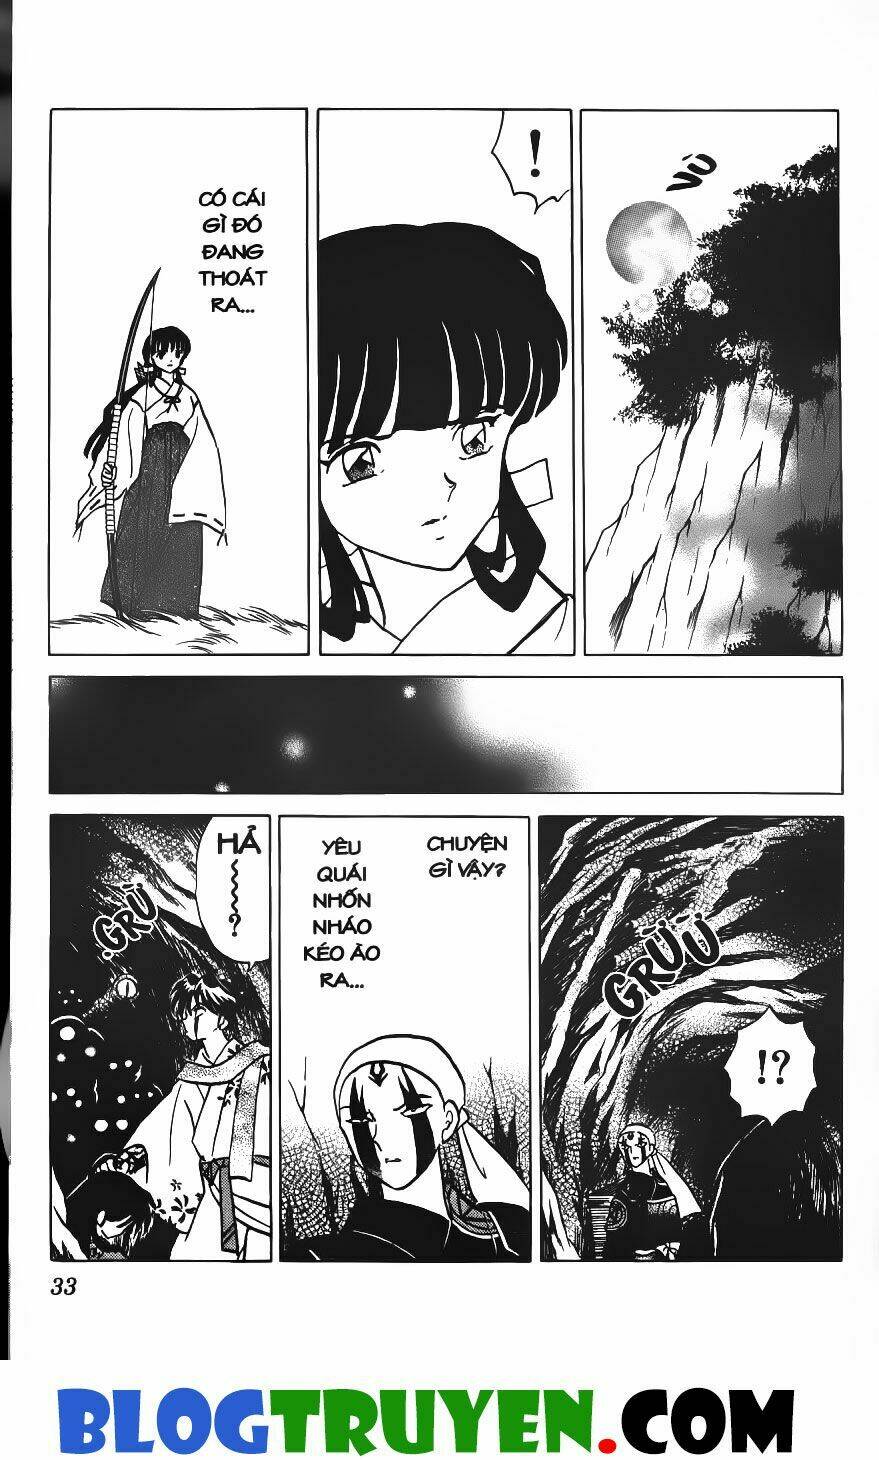 VÙ
!
CÓ CÁI
GÌ ĐÓ
ĐANG
THOÁT
RA...
GRỪỪ
!?
CHUYỆN
GÌ VẬY?
YÊU
QUÁI
NHỐN
NHÁO
KÉO ÀO
RA...
HẢ
~~~?
GRỪ
33
BLOGTRUYEN.COM